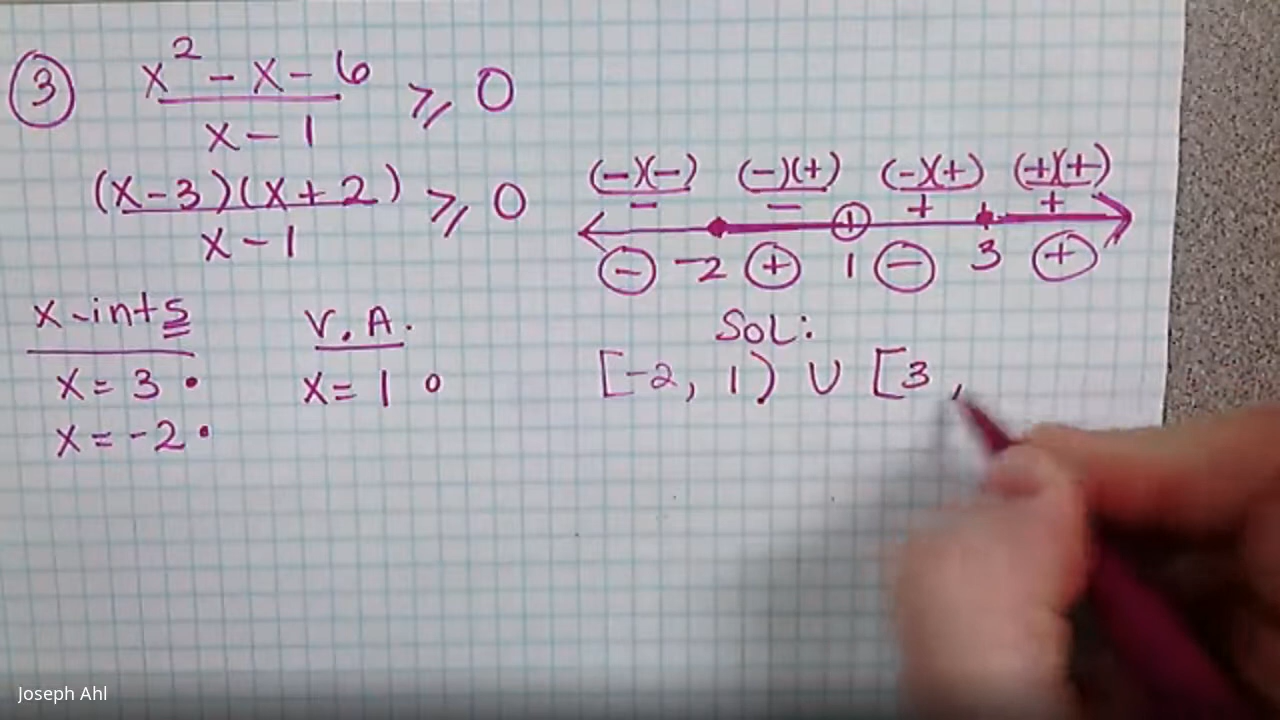 ③ x² - x - 6 / x - 1 ≥ 0
(x-3)(x+2) / x-1 ≥ 0
x-ints
x = 3 •
x = -2 •
V.A.
x = 1 o
(-)(-) (-)(+) (-)(+) (+)(+)
- - + +
⊖ -2 ⊕ 1 ⊖ 3 ⊕
SOL:
[-2, 1) ∪ [3,
Joseph Ahl